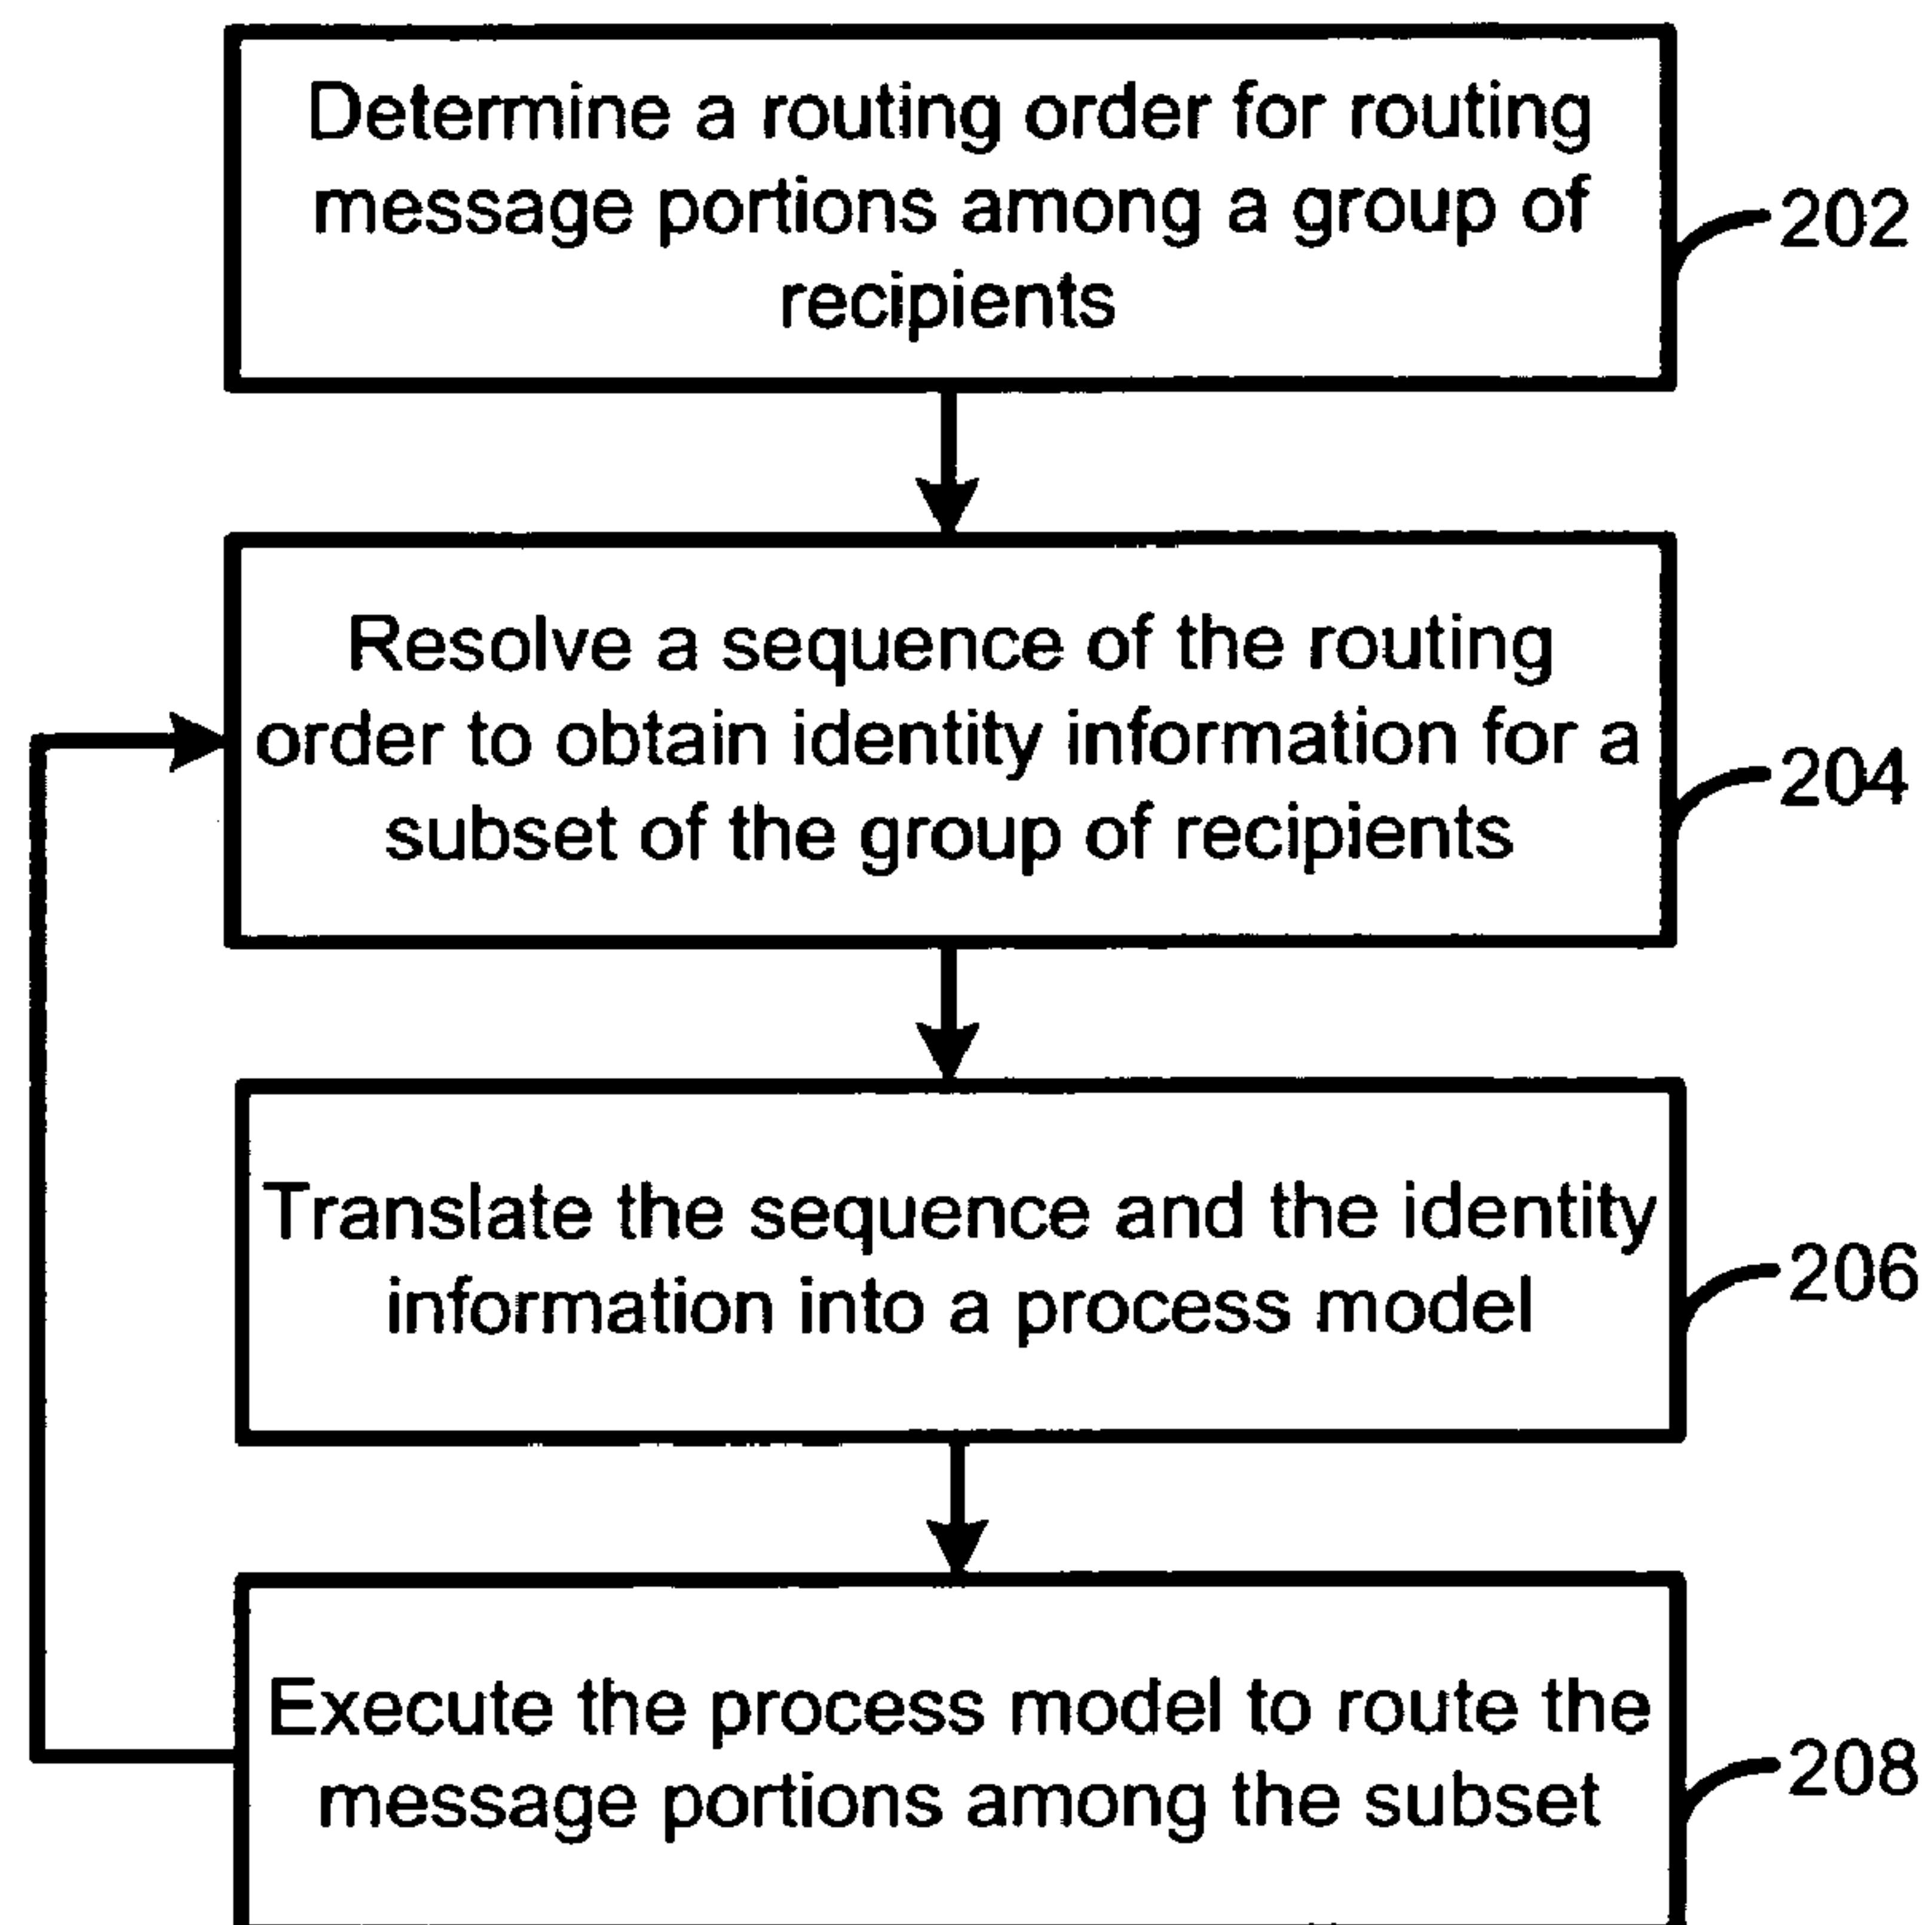 Determine a routing order for routing
message portions among a group of
recipients
202
Resolve a sequence of the routing
order to obtain identity information for a
subset of the group of recipients
204
Translate the sequence and the identity
information into a process model
206
Execute the process model to route the
message portions among the subset
208